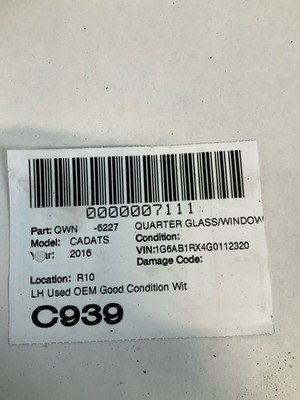 0000007111
Part: QWN -6227 QUARTER GLASS/WINDOW
Model: CADATS Condition:
Year: 2016 VIN:1G6AB1RX4G0112320
Damage Code:
Location: R10
LH Used OEM Good Condition Wit
C939